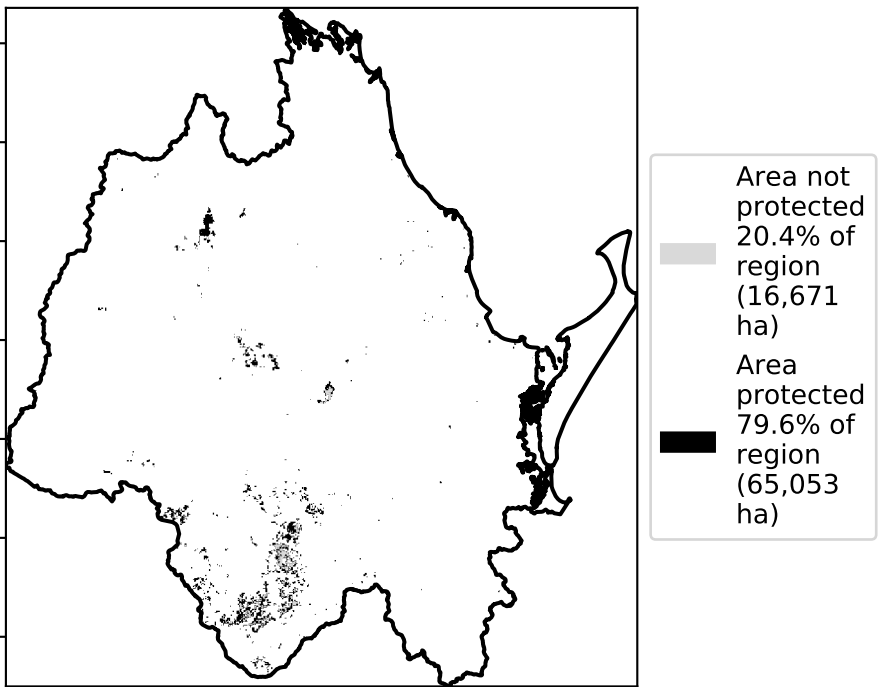 Area not
protected
20.4% of
region
(16,671
ha)
Area
protected
79.6% of
region
(65,053
ha)